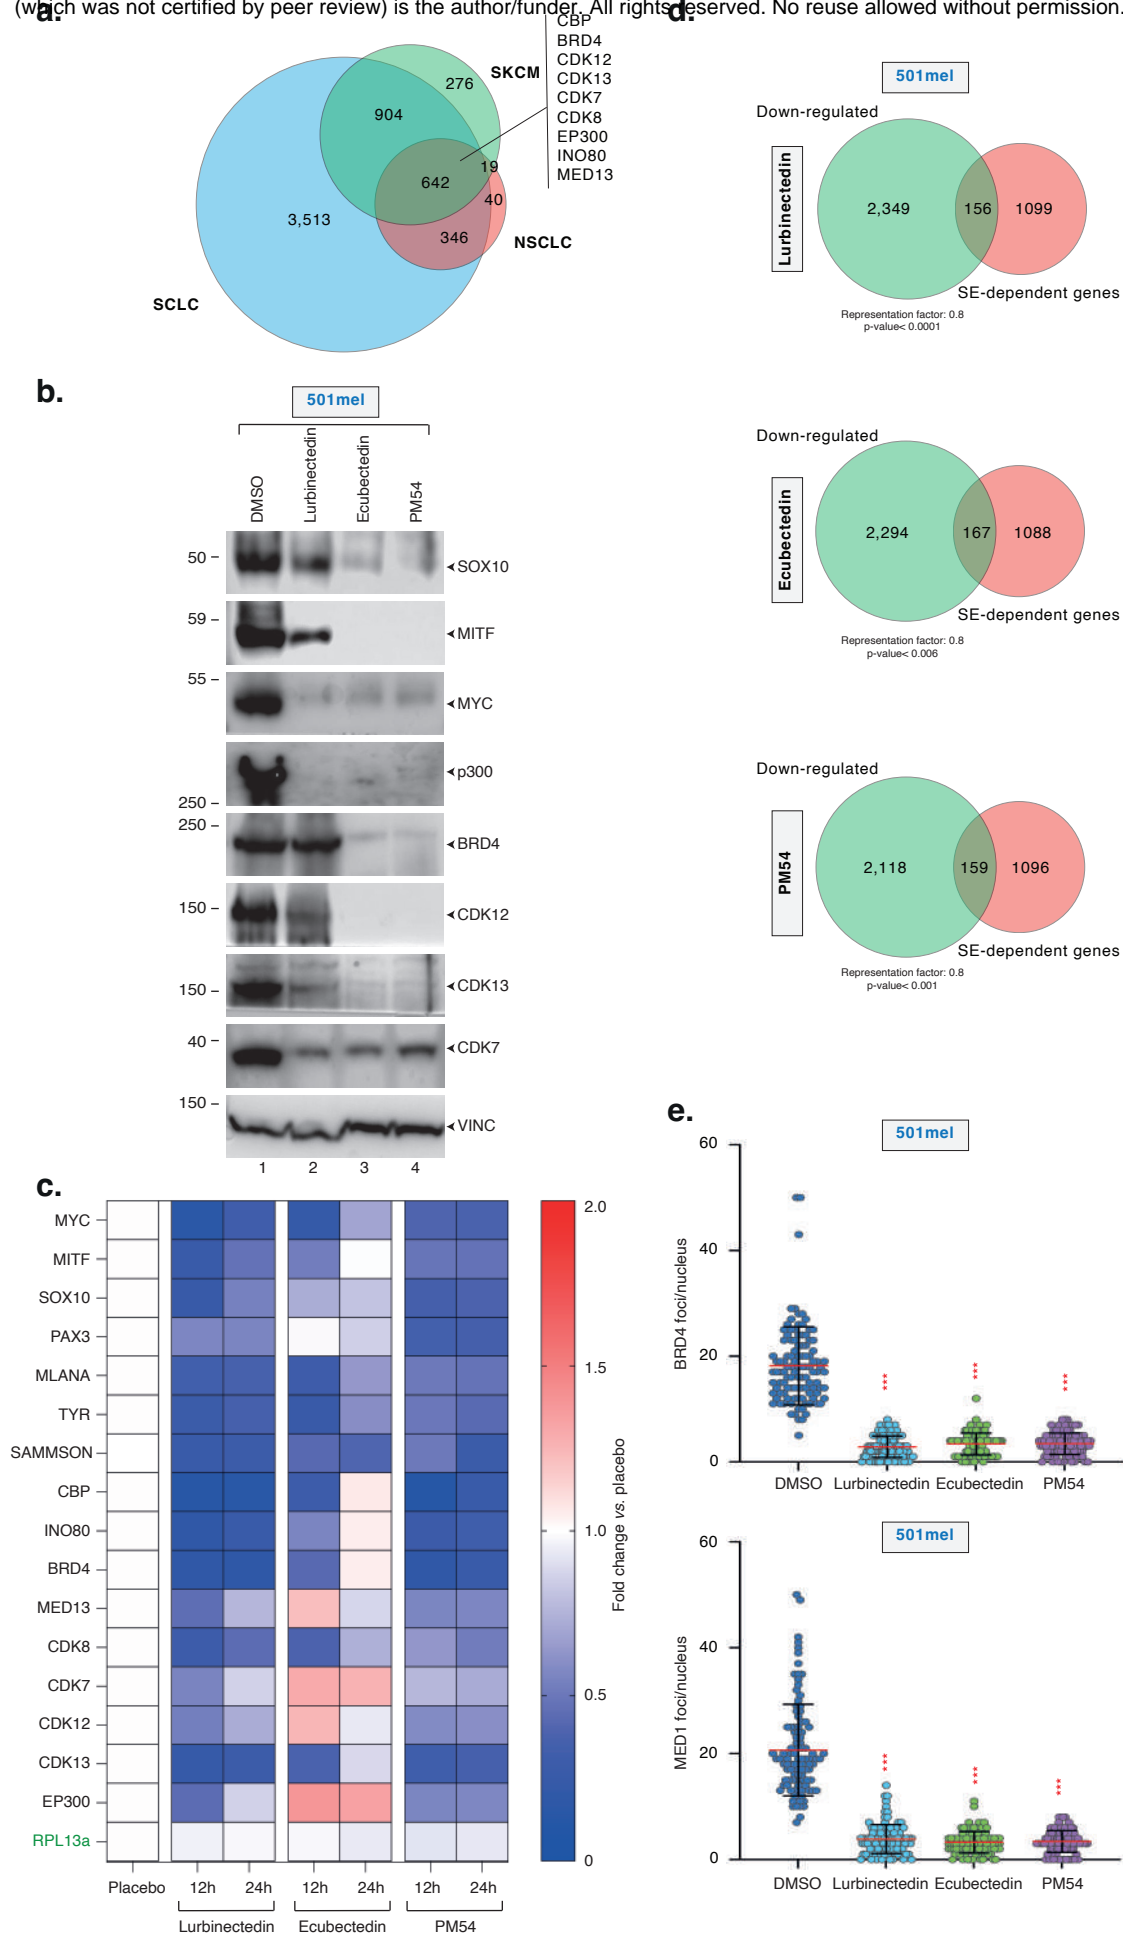 (which was not certified by peer review) is the author/funder. All rights reserved. No reuse allowed without permission.
a.
CBP
BRD4
CDK12
CDK13
CDK7
CDK8
EP300
INO80
MED13
SKCM
276
904
19
642
40
3,513
346
NSCLC
SCLC
b.
501mel
DMSO
Lurbinectedin
Ecubectedin
PM54
50
SOX10
59
MITF
55
MYC
p300
250
250
BRD4
150
CDK12
150
CDK13
40
CDK7
150
VINC
1 2 3 4
c.
MYC
MITF
SOX10
PAX3
MLANA
TYR
SAMMSON
CBP
INO80
BRD4
MED13
CDK8
CDK7
CDK12
CDK13
EP300
RPL13a
Placebo 12h 24h 12h 24h 12h 24h
Lurbinectedin Ecubectedin PM54
2.0
1.5
1.0
0.5
0
Fold change vs. placebo
d.
501mel
Down-regulated
Lurbinectedin
2,349 156 1099
SE-dependent genes
Representation factor: 0.8
p-value< 0.0001
Down-regulated
Ecubectedin
2,294 167 1088
SE-dependent genes
Representation factor: 0.8
p-value< 0.006
Down-regulated
PM54
2,118 159 1096
SE-dependent genes
Representation factor: 0.8
p-value< 0.001
e.
501mel
60
40
20
0
BRD4 foci/nucleus
***
***
***
DMSO Lurbinectedin Ecubectedin PM54
501mel
60
40
20
0
MED1 foci/nucleus
***
***
***
DMSO Lurbinectedin Ecubectedin PM54